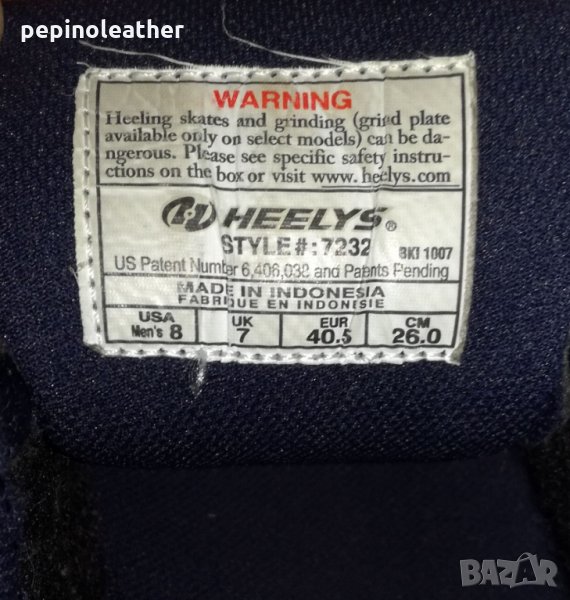 pepinoleather
WARNING
Heeling skates and grinding (grind plate
available only on select models) can be da-
ngerous. Please see specific safety instru-
ctions on the box or visit www.heelys.com
HEELYS®
STYLE#:7232 BKI 1007
US Patent Number 6,406,038 and Patents Pending
MADE IN INDONESIA
FABRIQUE EN INDONESIE
USA UK EUR CM
Men's 8 7 40.5 26.0
BAZAR